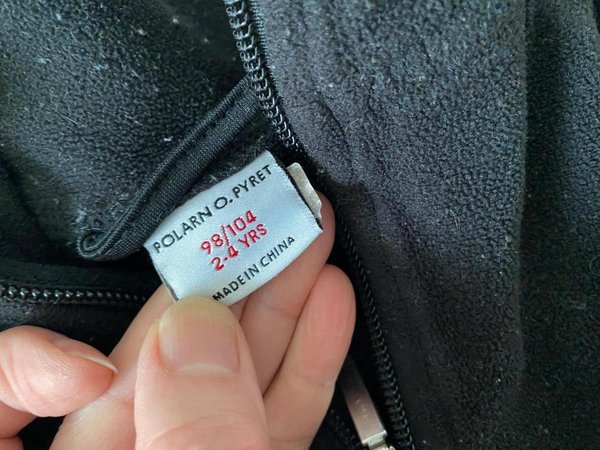 POLARN O. PYRET
98/104
2-4 YRS
MADE IN CHINA